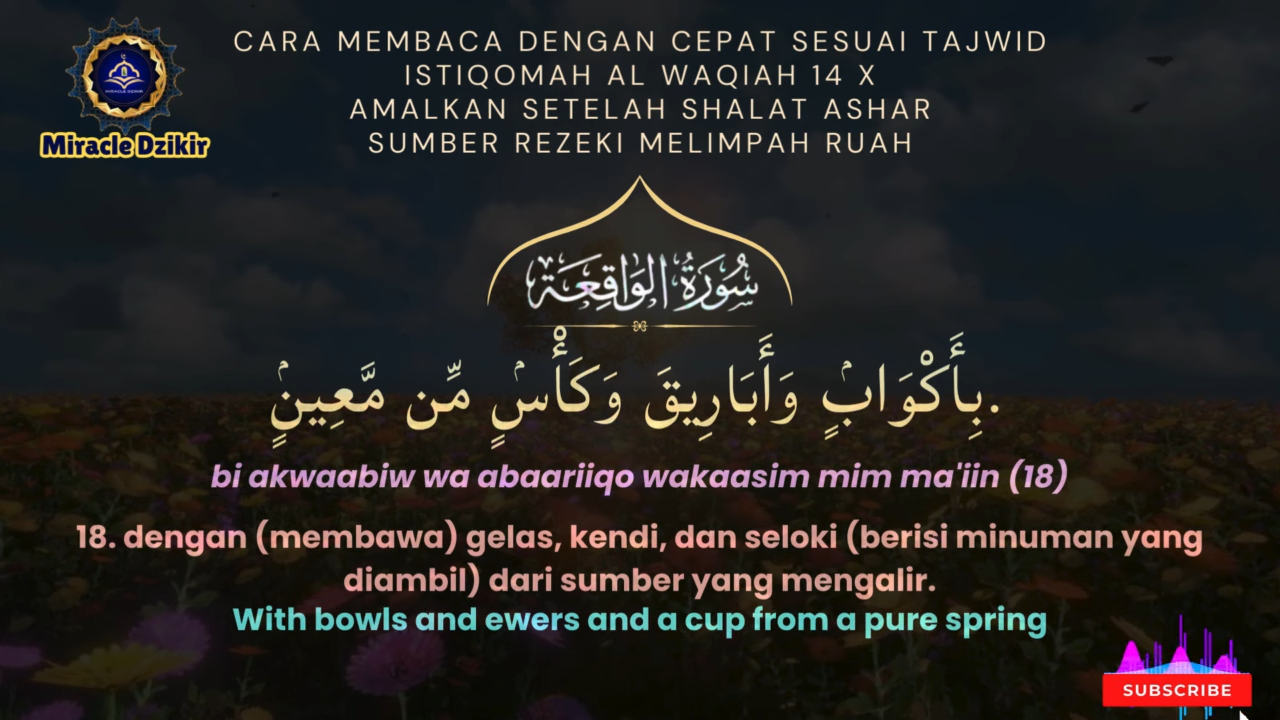 CARA MEMBACA DENGAN CEPAT SESUAI TAJWID
ISTIQOMAH AL WAQIAH 14 X
AMALKAN SETELAH SHALAT ASHAR
SUMBER REZEKI MELIMPAH RUAH
MIRACLE DZIKIR
Miracle Dzikir
سُورَةُ الوَاقِعَة
بِأَكْوَابٍۢ وَأَبَارِيقَ وَكَأْسٍۢ مِّن مَّعِينٍۢ.
bi akwaabiw wa abaariiqo wakaasim mim ma'iin (18)
18. dengan (membawa) gelas, kendi, dan seloki (berisi minuman yang
diambil) dari sumber yang mengalir.
With bowls and ewers and a cup from a pure spring
SUBSCRIBE